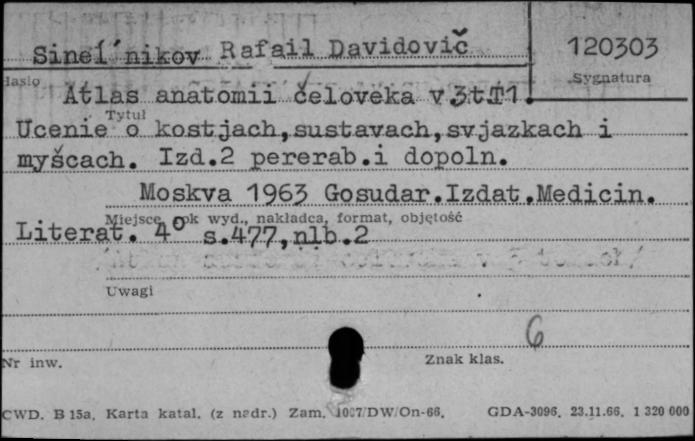 Sinel'nikov Rafail Davidovič
120303
Hasło
Sygnatura
Atlas anatomii čeloveka v 3 t.T1.
Tytuł
Ucenie o kostjach,sustavach,svjazkach i
myšcach. Izd.2 pererab.i dopoln.
Moskva 1963 Gosudar.Izdat.Medicin.
Miejsce, rok wyd., nakładca, format, objętość
Literat. 4° s.477,nlb.2
Uwagi
6
Nr inw.
Znak klas.
CWD. B 15a. Karta katal. (z nadr.) Zam. 1007/DW/On-66. GDA-3096. 23.11.66. 1 320 000